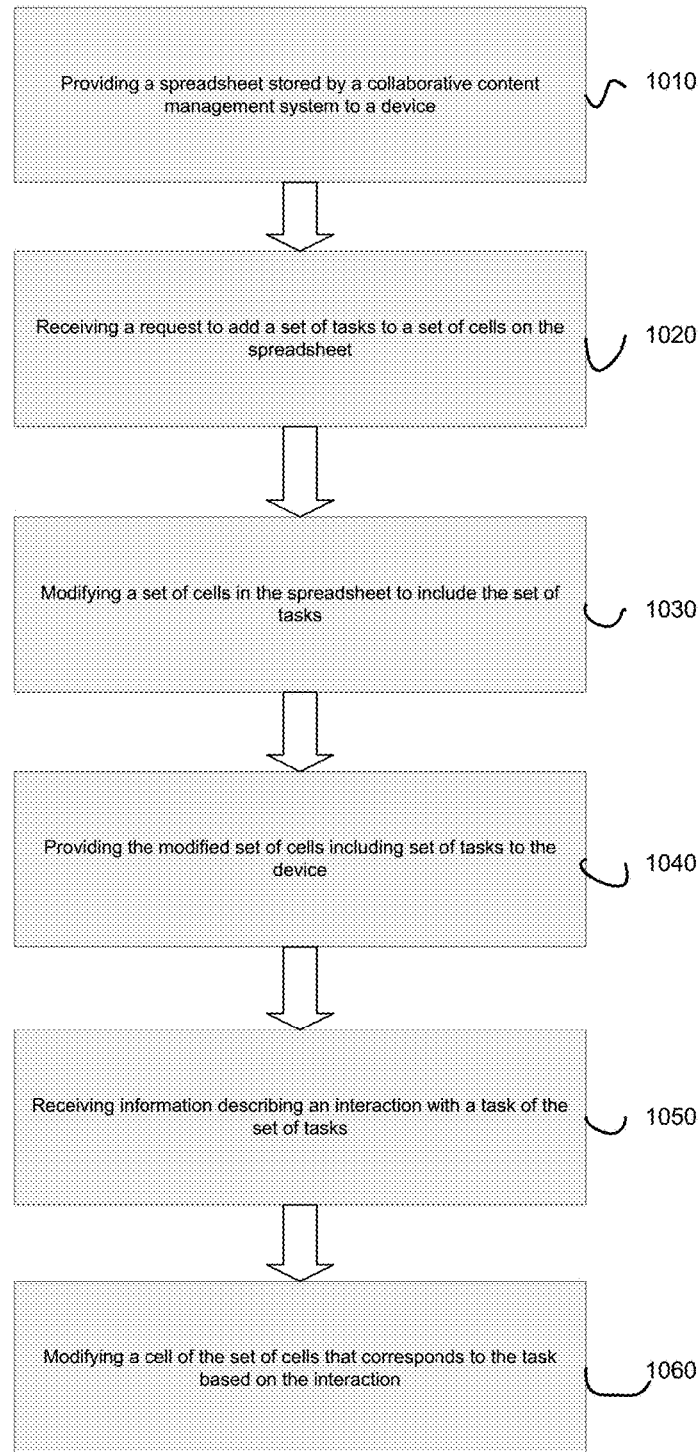 Providing a spreadsheet stored by a collaborative content
management system to a device
1010
Receiving a request to add a set of tasks to a set of cells on the
spreadsheet
1020
Modifying a set of cells in the spreadsheet to include the set of
tasks
1030
Providing the modified set of cells including set of tasks to the
device
1040
Receiving information describing an interaction with a task of the
set of tasks
1050
Modifying a cell of the set of cells that corresponds to the task
based on the interaction
1060